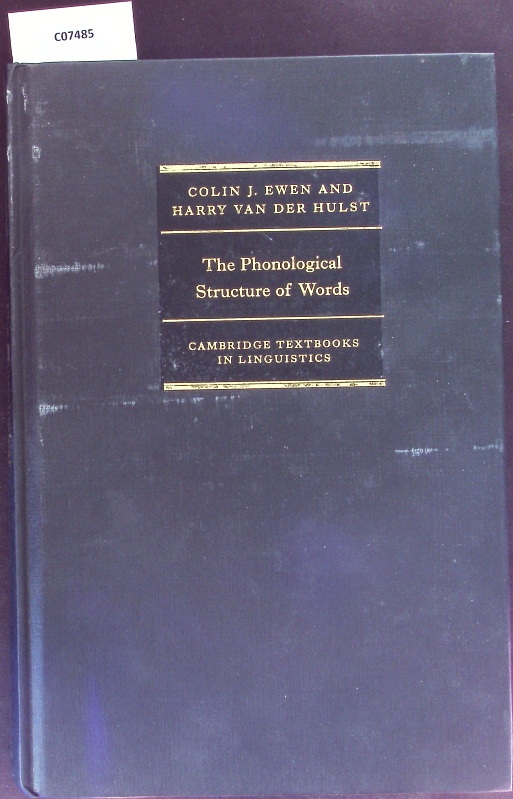 C07485
COLIN J. EWEN AND
HARRY VAN DER HULST
The Phonological
Structure of Words
CAMBRIDGE TEXTBOOKS
IN LINGUISTICS